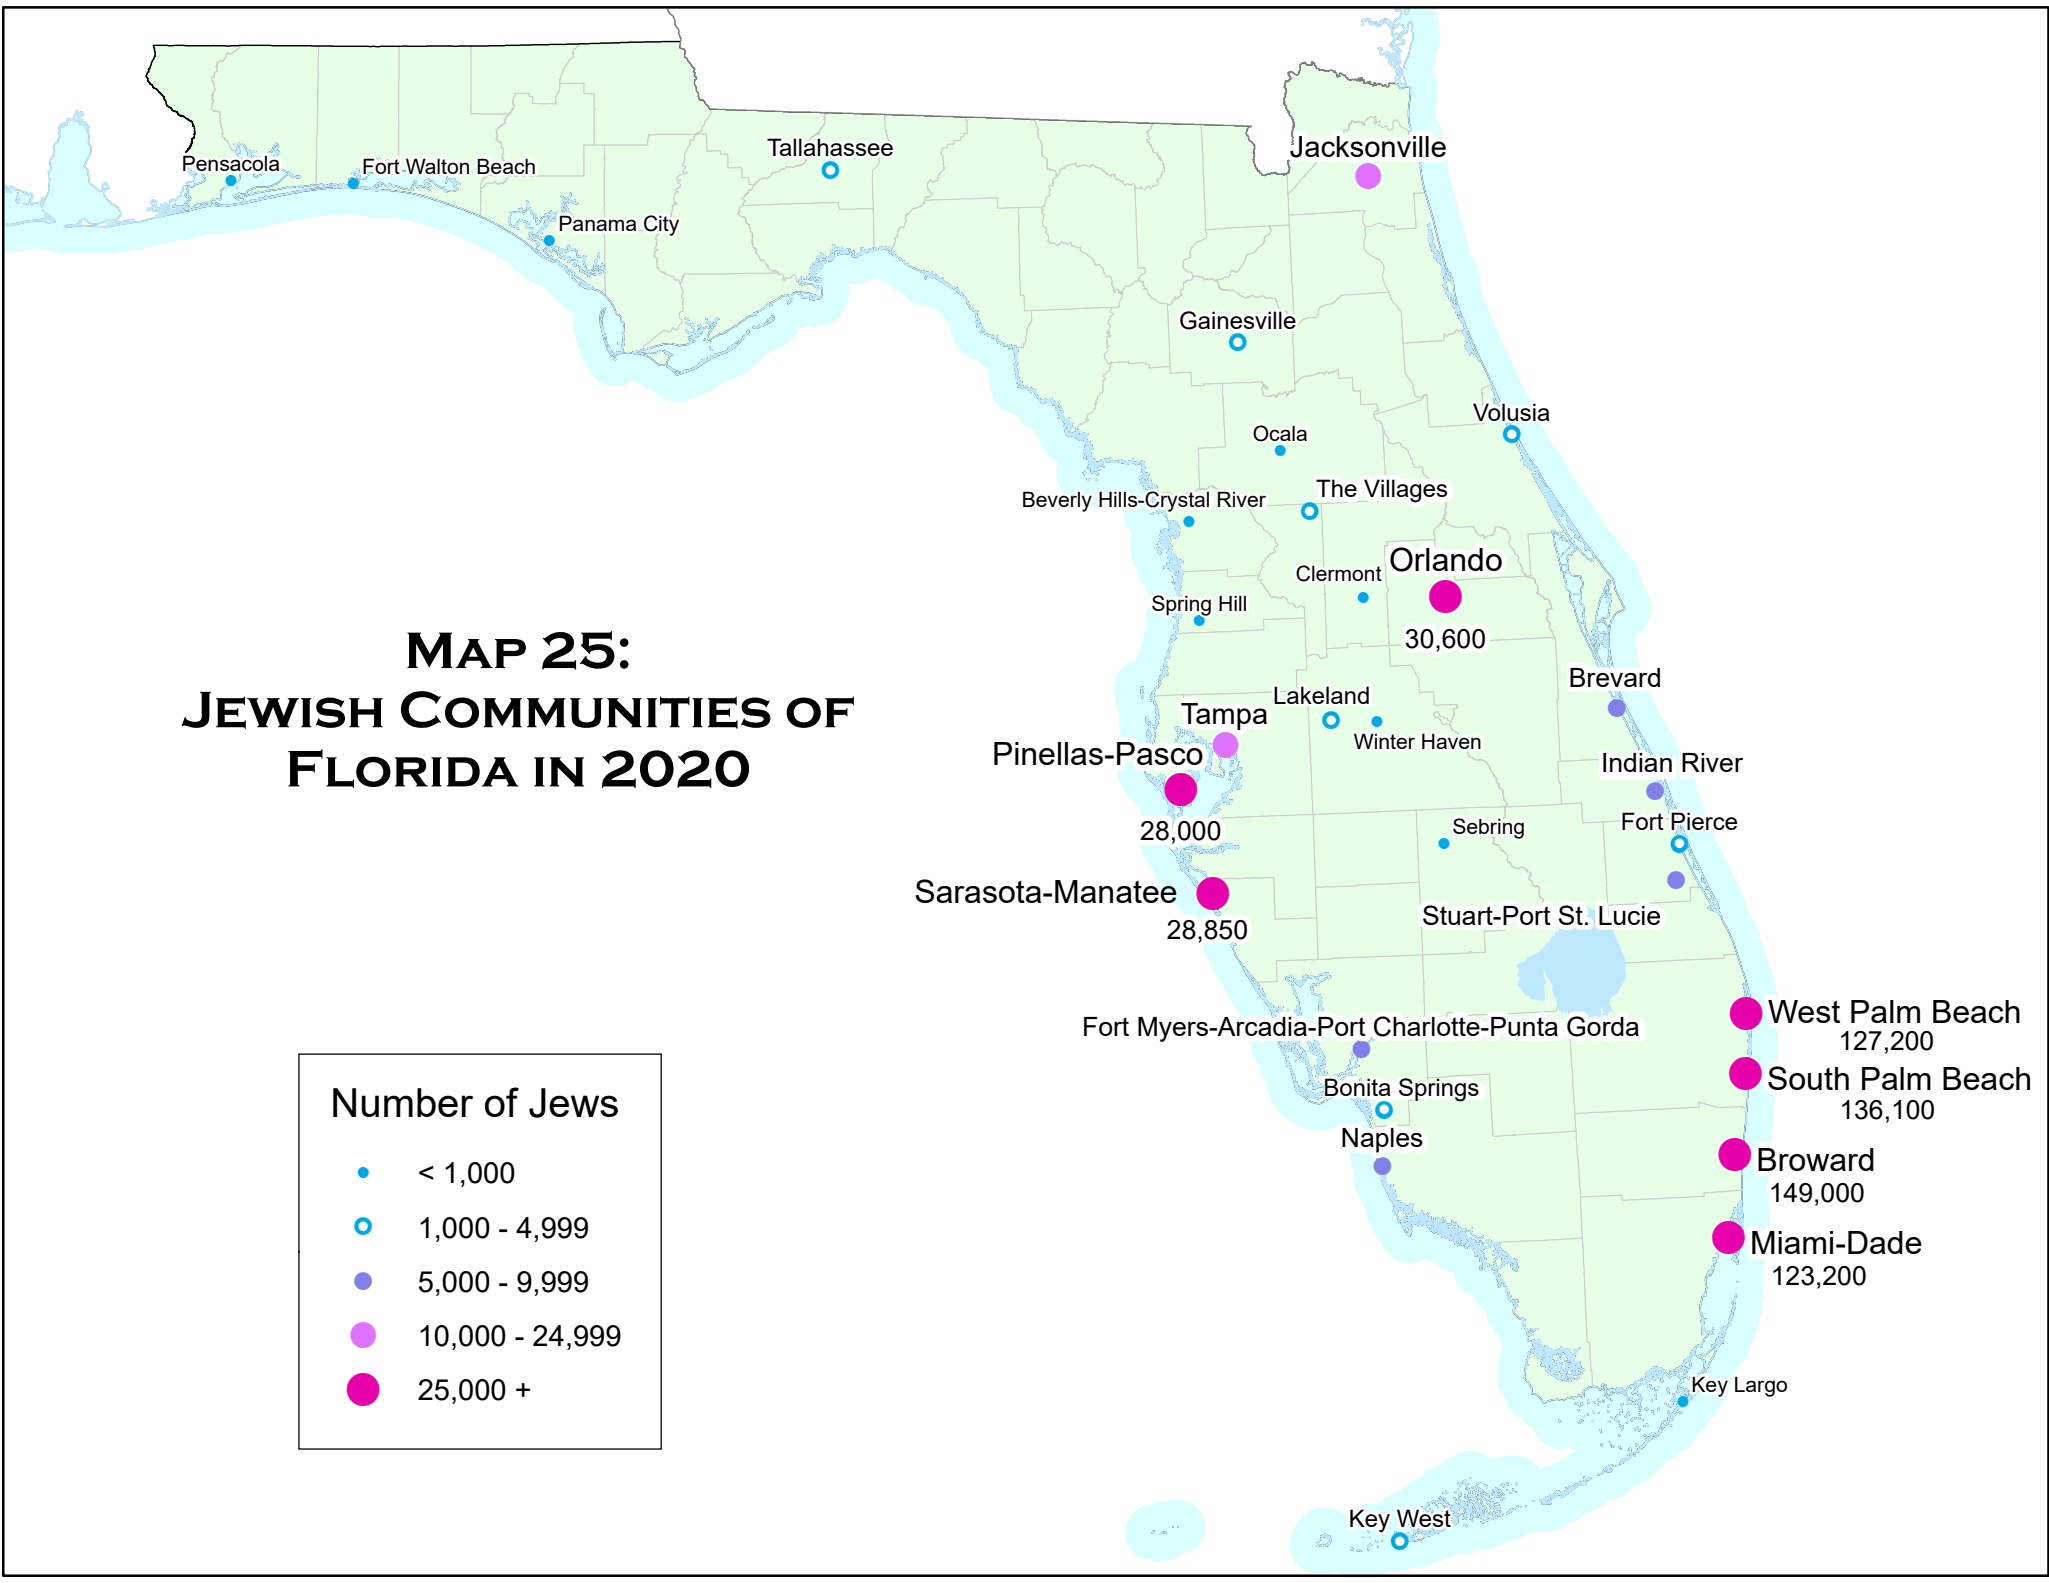 Pensacola
Fort Walton Beach
Panama City
Tallahassee
Jacksonville
Gainesville
Volusia
Ocala
The Villages
Beverly Hills-Crystal River
Orlando
30,600
Clermont
Spring Hill
MAP 25:
JEWISH COMMUNITIES OF
FLORIDA IN 2020
Brevard
Lakeland
Tampa
Winter Haven
Pinellas-Pasco
28,000
Indian River
Fort Pierce
Sebring
Sarasota-Manatee
28,850
Stuart-Port St. Lucie
West Palm Beach
127,200
Fort Myers-Arcadia-Port Charlotte-Punta Gorda
South Palm Beach
136,100
Bonita Springs
Naples
Broward
149,000
Miami-Dade
123,200
Key Largo
Key West
Number of Jews
< 1,000
1,000 - 4,999
5,000 - 9,999
10,000 - 24,999
25,000 +